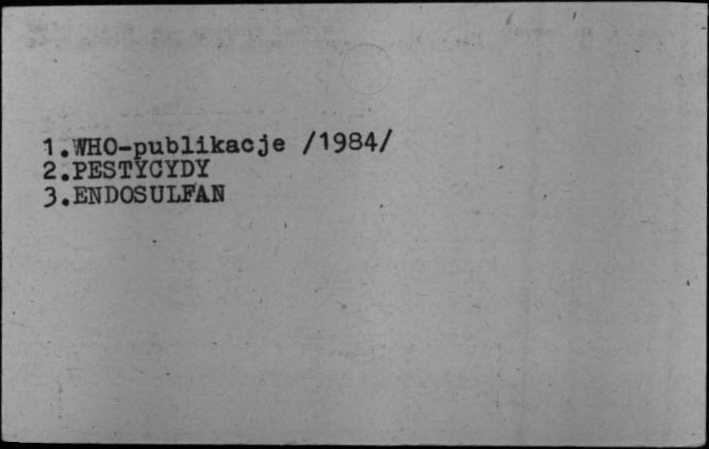 1.WHO-publikacje /1984/
2.PESTYCYDY
3.ENDOSULFAN